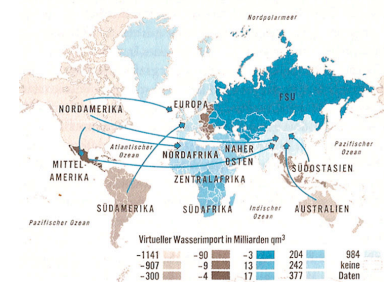 Nordpolarmeer
NORDAMERIKA
EUROPA
FSU
Atlantischer
Ozean
NORDAFRIKA
NAHER
OSTEN
Pazifischer
Ozean
MITTEL-
AMERIKA
ZENTRALAFRIKA
SÜDOSTASIEN
SÜDAMERIKA
SÜDAFRIKA
Indischer
Ozean
AUSTRALIEN
Pazifischer Ozean
Virtueller Wasserimport in Milliarden qm³
-1141 -90 -3 204 984
-907 -9 13 242 keine
-300 -4 17 377 Daten